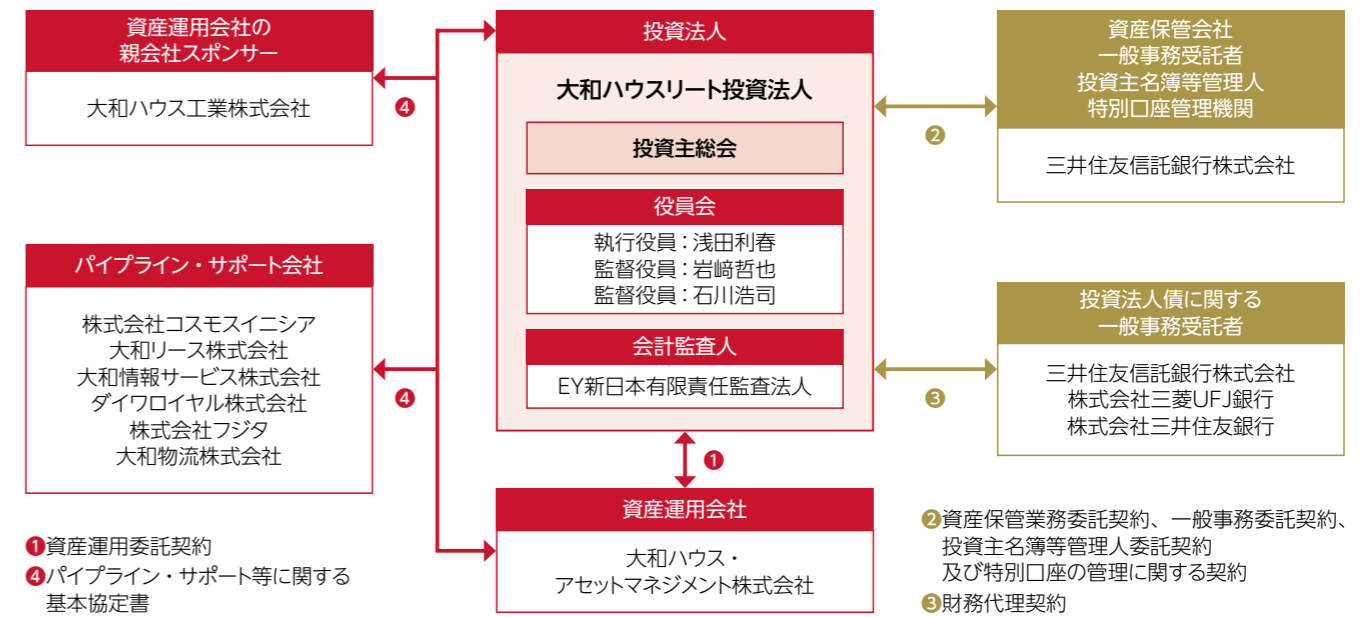 資産運用会社の
親会社スポンサー
大和ハウス工業株式会社
❹
パイプライン・サポート会社
株式会社コスモスイニシア
大和リース株式会社
大和情報サービス株式会社
ダイワロイヤル株式会社
株式会社フジタ
大和物流株式会社
❹
投資法人
大和ハウスリート投資法人
投資主総会
役員会
執行役員：浅田利春
監督役員：岩﨑哲也
監督役員：石川浩司
会計監査人
EY新日本有限責任監査法人
❶
資産運用会社
大和ハウス・
アセットマネジメント株式会社
資産保管会社
一般事務受託者
投資主名簿等管理人
特別口座管理機関
三井住友信託銀行株式会社
❷
投資法人債に関する
一般事務受託者
三井住友信託銀行株式会社
株式会社三菱UFJ銀行
株式会社三井住友銀行
❸
❶資産運用委託契約
❹パイプライン・サポート等に関する
基本協定書
❷資産保管業務委託契約、一般事務委託契約、
投資主名簿等管理人委託契約
及び特別口座の管理に関する契約
❸財務代理契約